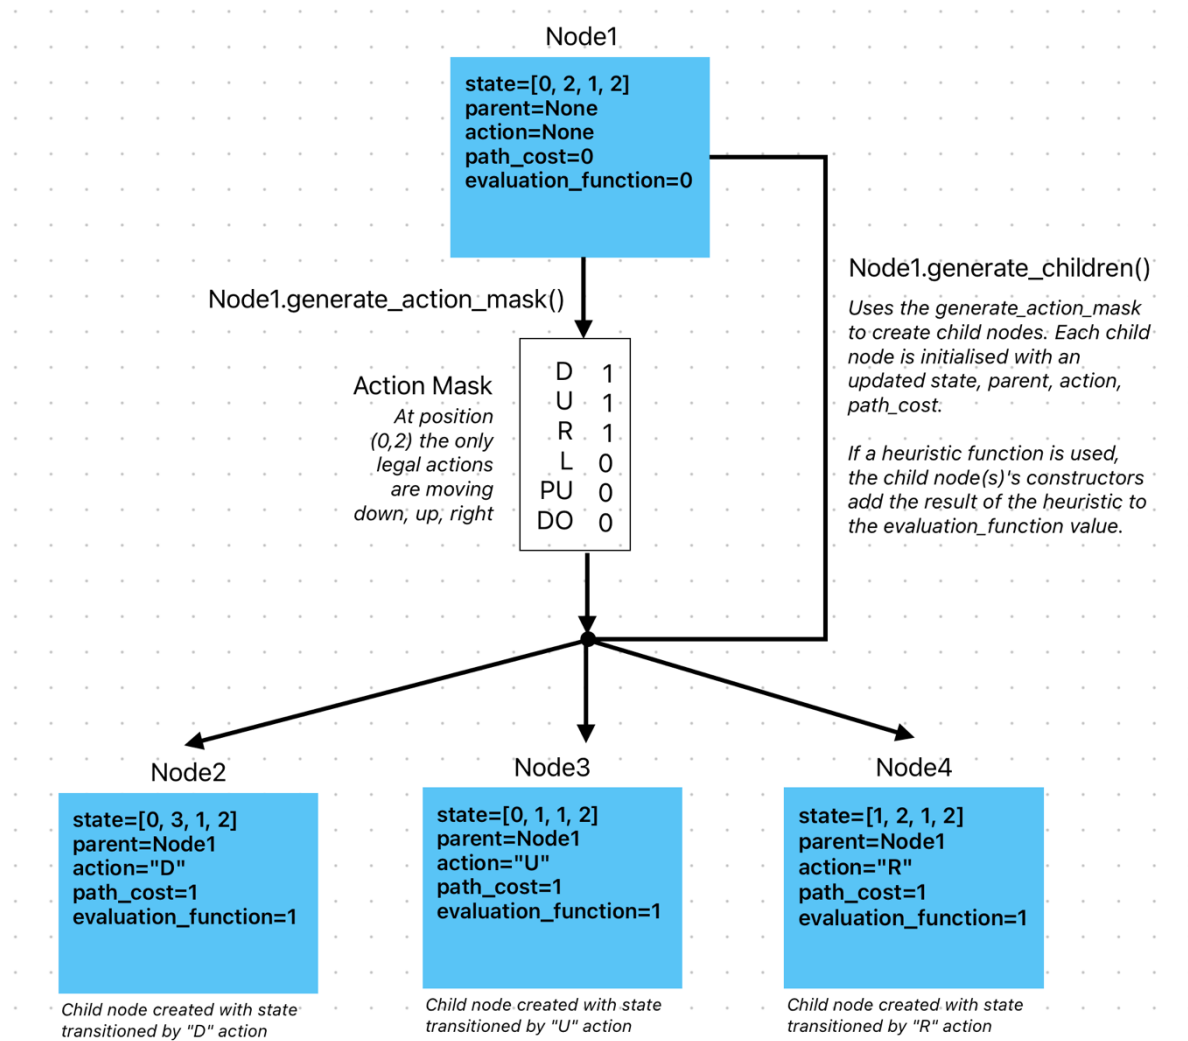 Node1
state=[0, 2, 1, 2]
parent=None
action=None
path_cost=0
evaluation_function=0
Node1.generate_action_mask()
Node1.generate_children()
Uses the generate_action_mask
to create child nodes. Each child
node is initialised with an
updated state, parent, action,
path_cost.
If a heuristic function is used,
the child node(s)'s constructors
add the result of the heuristic to
the evaluation_function value.
Action Mask
At position
(0,2) the only
legal actions
are moving
down, up, right
D 1
U 1
R 1
L 0
PU 0
DO 0
Node2
state=[0, 3, 1, 2]
parent=Node1
action="D"
path_cost=1
evaluation_function=1
Child node created with state
transitioned by "D" action
Node3
state=[0, 1, 1, 2]
parent=Node1
action="U"
path_cost=1
evaluation_function=1
Child node created with state
transitioned by "U" action
Node4
state=[1, 2, 1, 2]
parent=Node1
action="R"
path_cost=1
evaluation_function=1
Child node created with state
transitioned by "R" action